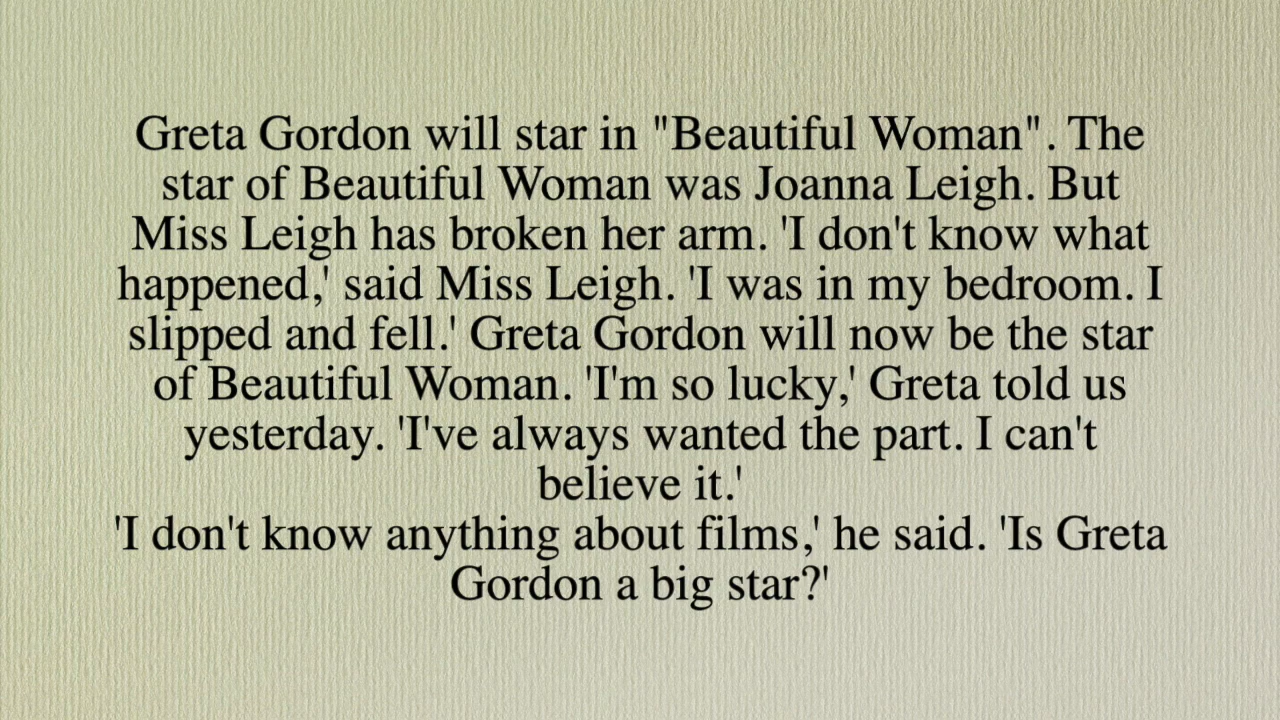 Greta Gordon will star in "Beautiful Woman". The
star of Beautiful Woman was Joanna Leigh. But
Miss Leigh has broken her arm. 'I don't know what
happened,' said Miss Leigh. 'I was in my bedroom. I
slipped and fell.' Greta Gordon will now be the star
of Beautiful Woman. 'I'm so lucky,' Greta told us
yesterday. 'I've always wanted the part. I can't
believe it.'
'I don't know anything about films,' he said. 'Is Greta
Gordon a big star?'